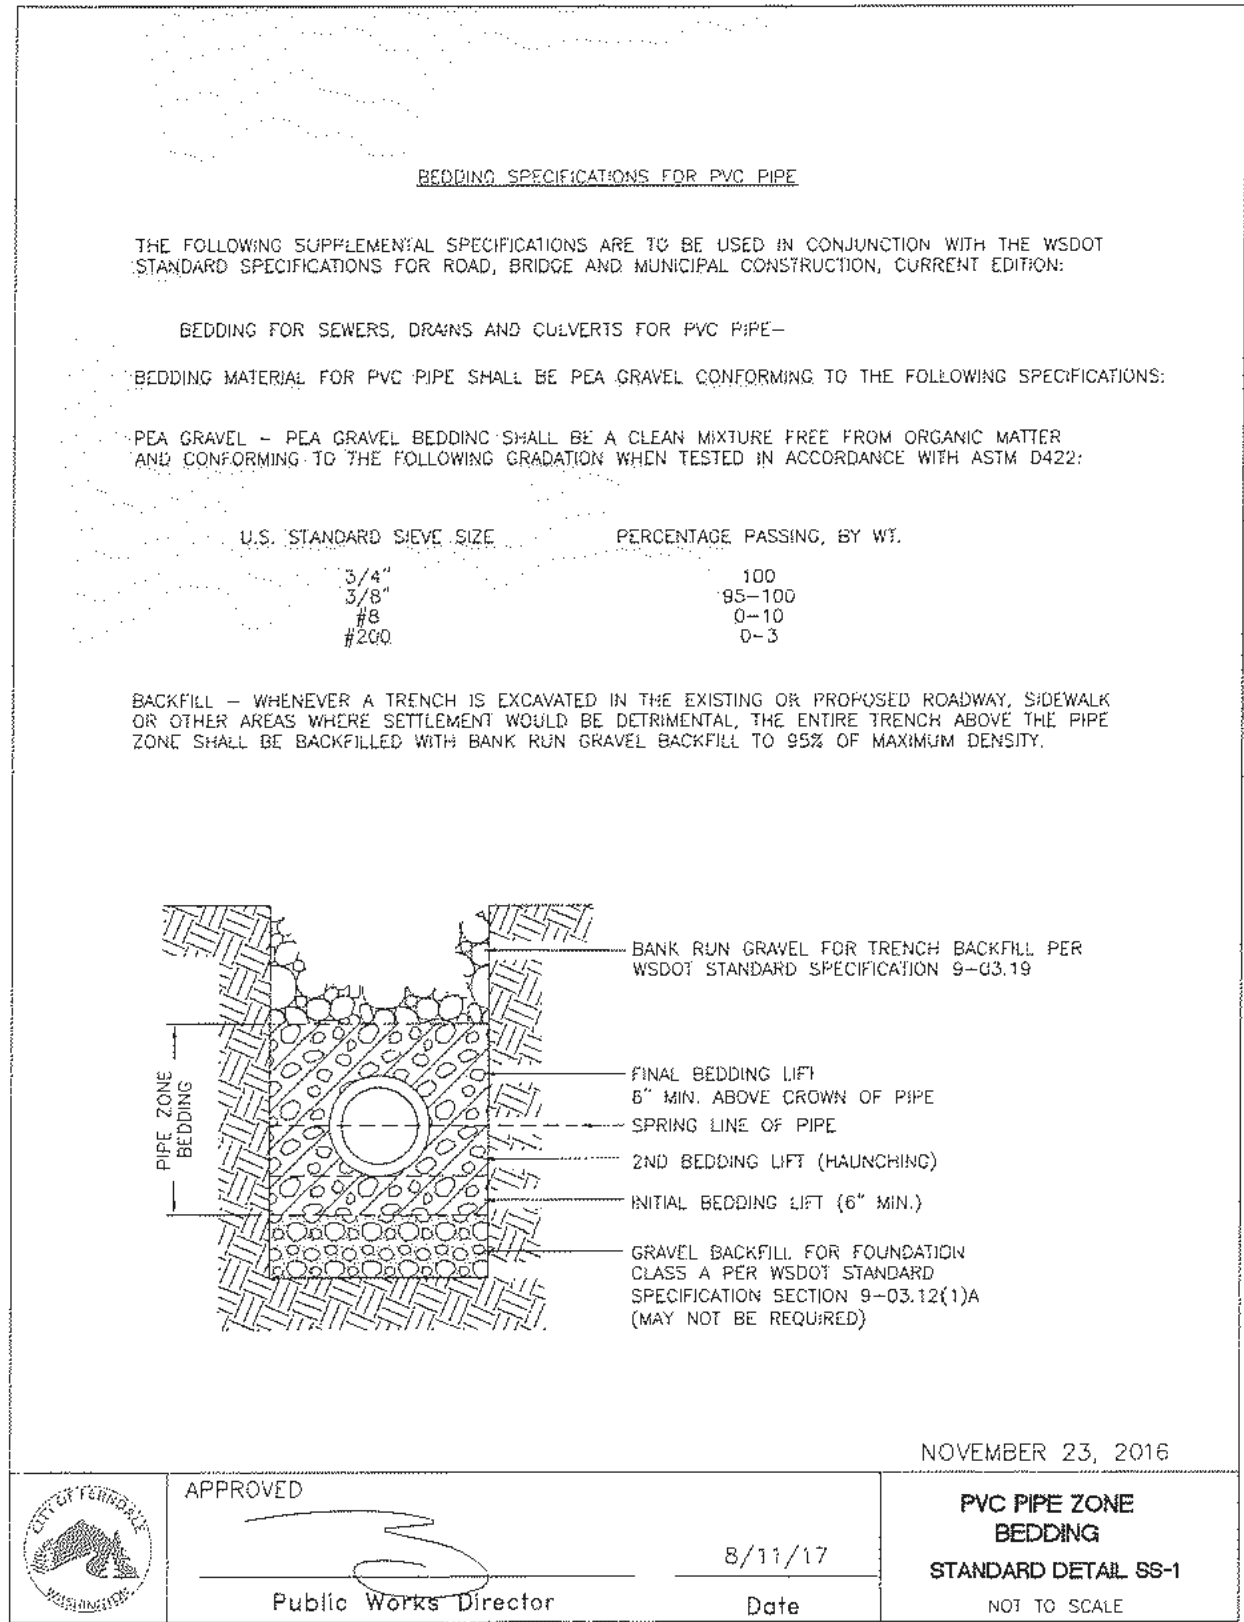 BEDDING SPECIFICATIONS FOR PVC PIPE
THE FOLLOWING SUPPLEMENTAL SPECIFICATIONS ARE TO BE USED IN CONJUNCTION WITH THE WSDOT
STANDARD SPECIFICATIONS FOR ROAD, BRIDGE AND MUNICIPAL CONSTRUCTION, CURRENT EDITION:
BEDDING FOR SEWERS, DRAINS AND CULVERTS FOR PVC PIPE–
BEDDING MATERIAL FOR PVC PIPE SHALL BE PEA GRAVEL CONFORMING TO THE FOLLOWING SPECIFICATIONS:
PEA GRAVEL – PEA GRAVEL BEDDING SHALL BE A CLEAN MIXTURE FREE FROM ORGANIC MATTER
AND CONFORMING TO THE FOLLOWING GRADATION WHEN TESTED IN ACCORDANCE WITH ASTM D422:
U.S. STANDARD SIEVE SIZE PERCENTAGE PASSING, BY WT.
3/4" 100
3/8" 95–100
#8 0–10
#200 0–3
BACKFILL – WHENEVER A TRENCH IS EXCAVATED IN THE EXISTING OR PROPOSED ROADWAY, SIDEWALK
OR OTHER AREAS WHERE SETTLEMENT WOULD BE DETRIMENTAL, THE ENTIRE TRENCH ABOVE THE PIPE
ZONE SHALL BE BACKFILLED WITH BANK RUN GRAVEL BACKFILL TO 95% OF MAXIMUM DENSITY.
BANK RUN GRAVEL FOR TRENCH BACKFILL PER
WSDOT STANDARD SPECIFICATION 9–03.19
PIPE ZONE
BEDDING
FINAL BEDDING LIFT
6" MIN. ABOVE CROWN OF PIPE
SPRING LINE OF PIPE
2ND BEDDING LIFT (HAUNCHING)
INITIAL BEDDING LIFT (6" MIN.)
GRAVEL BACKFILL FOR FOUNDATION
CLASS A PER WSDOT STANDARD
SPECIFICATION SECTION 9–03.12(1)A
(MAY NOT BE REQUIRED)
NOVEMBER 23, 2016
CITY OF FERNDALE
WASHINGTON
APPROVED
8/11/17
Public Works Director
Date
PVC PIPE ZONE
BEDDING
STANDARD DETAIL SS-1
NOT TO SCALE